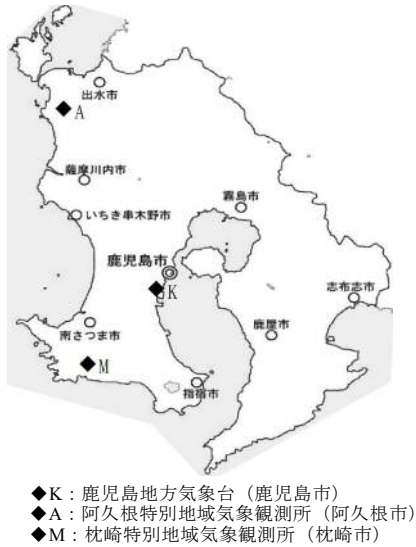 出水市
A
薩摩川内市
霧島市
いちき串木野市
鹿児島市
K
志布志市
南さつま市
鹿屋市
M
指宿市
◆K：鹿児島地方気象台（鹿児島市）
◆A：阿久根特別地域気象観測所（阿久根市）
◆M：枕崎特別地域気象観測所（枕崎市）